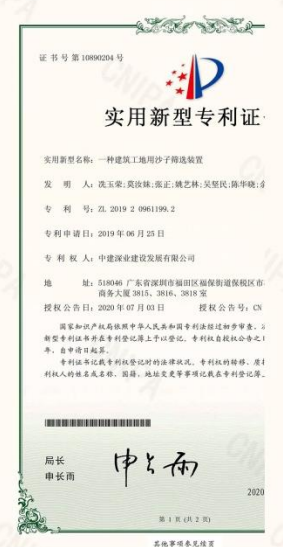 证书号第10890204号
实用新型专利证
实用新型名称：一种建筑工地用沙子筛选装置
发 明 人：冼玉荣;莫汝妹;张正;姚艺林;吴坚民;陈华晓;
专 利 号：ZL 2019 2 0961199.2
专利申请日：2019年06月25日
专 利 权 人：中建深业建设发展有限公司
地 址：518046 广东省深圳市福田区福保街道保税区市
商务大厦3815、3816、3818室
授权公告日：2020年07月03日 授权公告号：CN
国家知识产权局依照中华人民共和国专利法经过初步审查，
新型专利证书并在专利登记簿上予以登记。专利权自授权公告之
年，自申请日起算。
专利证书记载专利权登记时的法律状况。专利权的转移、质
利权人的姓名或名称、国籍、地址变更等事项记载在专利登记簿
局长
申长雨
申长雨
2020
第 1 页 (共 2 页)
其他事项参见续页
CNIPA